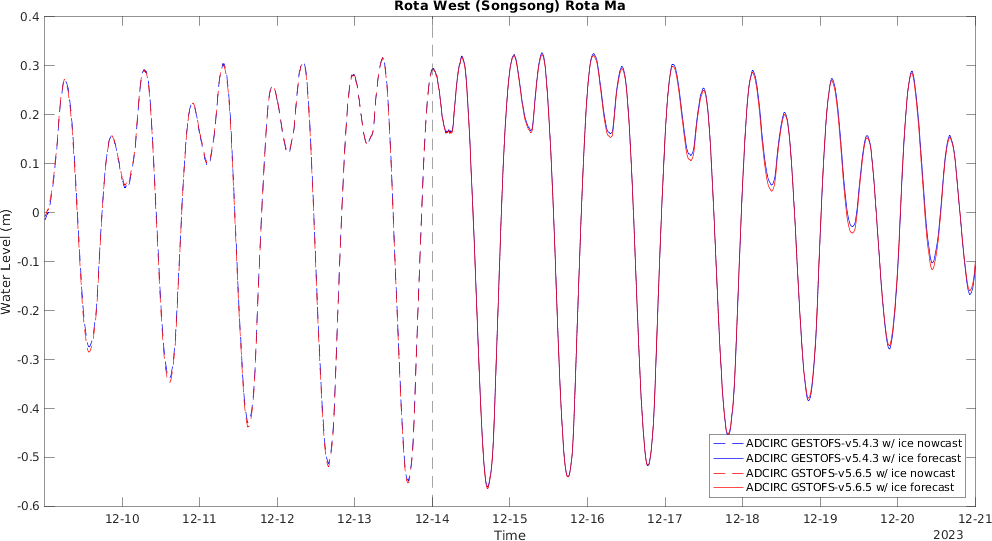 Rota West (Songsong) Rota Ma
0.4
0.3
0.2
0.1
0
-0.1
-0.2
-0.3
-0.4
-0.5
-0.6
Water Level (m)
ADCIRC GESTOFS-v5.4.3 w/ ice nowcast
ADCIRC GESTOFS-v5.4.3 w/ ice forecast
ADCIRC GSTOFS-v5.6.5 w/ ice nowcast
ADCIRC GSTOFS-v5.6.5 w/ ice forecast
12-10 12-11 12-12 12-13 12-14 12-15 12-16 12-17 12-18 12-19 12-20 12-21
Time
2023